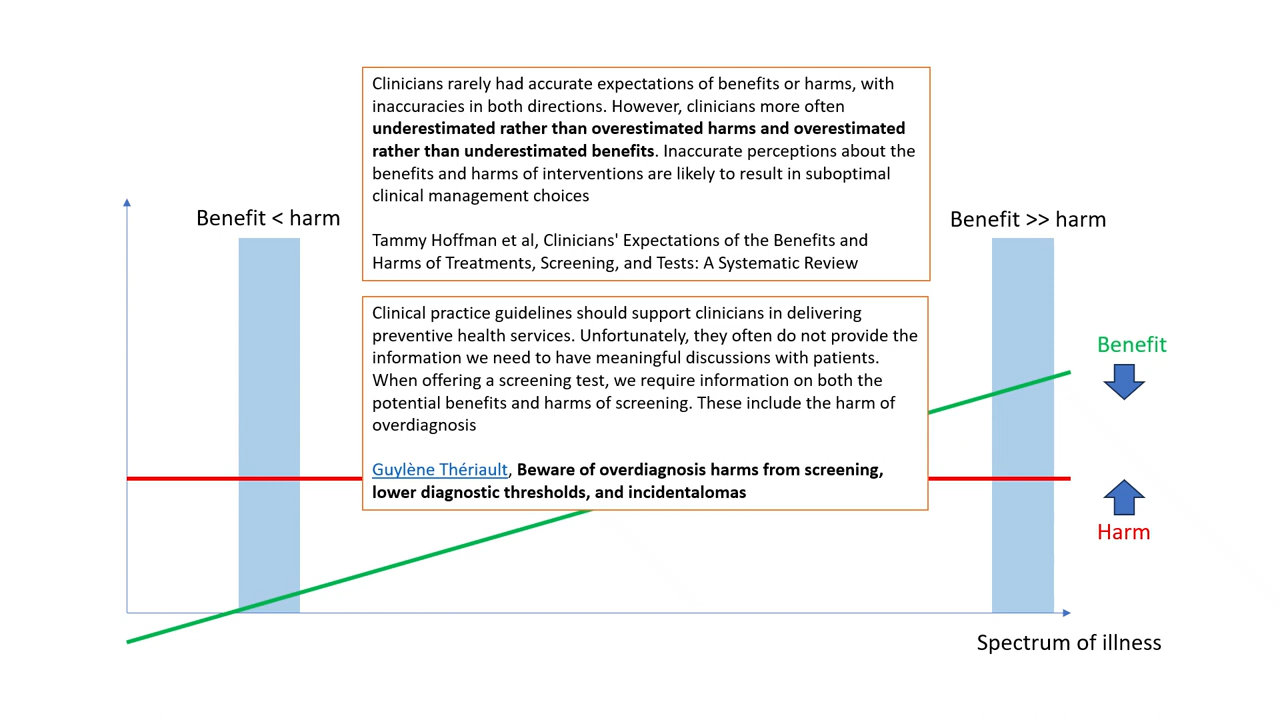 Clinicians rarely had accurate expectations of benefits or harms, with
inaccuracies in both directions. However, clinicians more often
underestimated rather than overestimated harms and overestimated
rather than underestimated benefits. Inaccurate perceptions about the
benefits and harms of interventions are likely to result in suboptimal
clinical management choices
Tammy Hoffman et al, Clinicians' Expectations of the Benefits and
Harms of Treatments, Screening, and Tests: A Systematic Review
Benefit < harm
Benefit >> harm
Clinical practice guidelines should support clinicians in delivering
preventive health services. Unfortunately, they often do not provide the
information we need to have meaningful discussions with patients.
When offering a screening test, we require information on both the
potential benefits and harms of screening. These include the harm of
overdiagnosis
Guylène Thériault, Beware of overdiagnosis harms from screening,
lower diagnostic thresholds, and incidentalomas
Benefit
Harm
Spectrum of illness